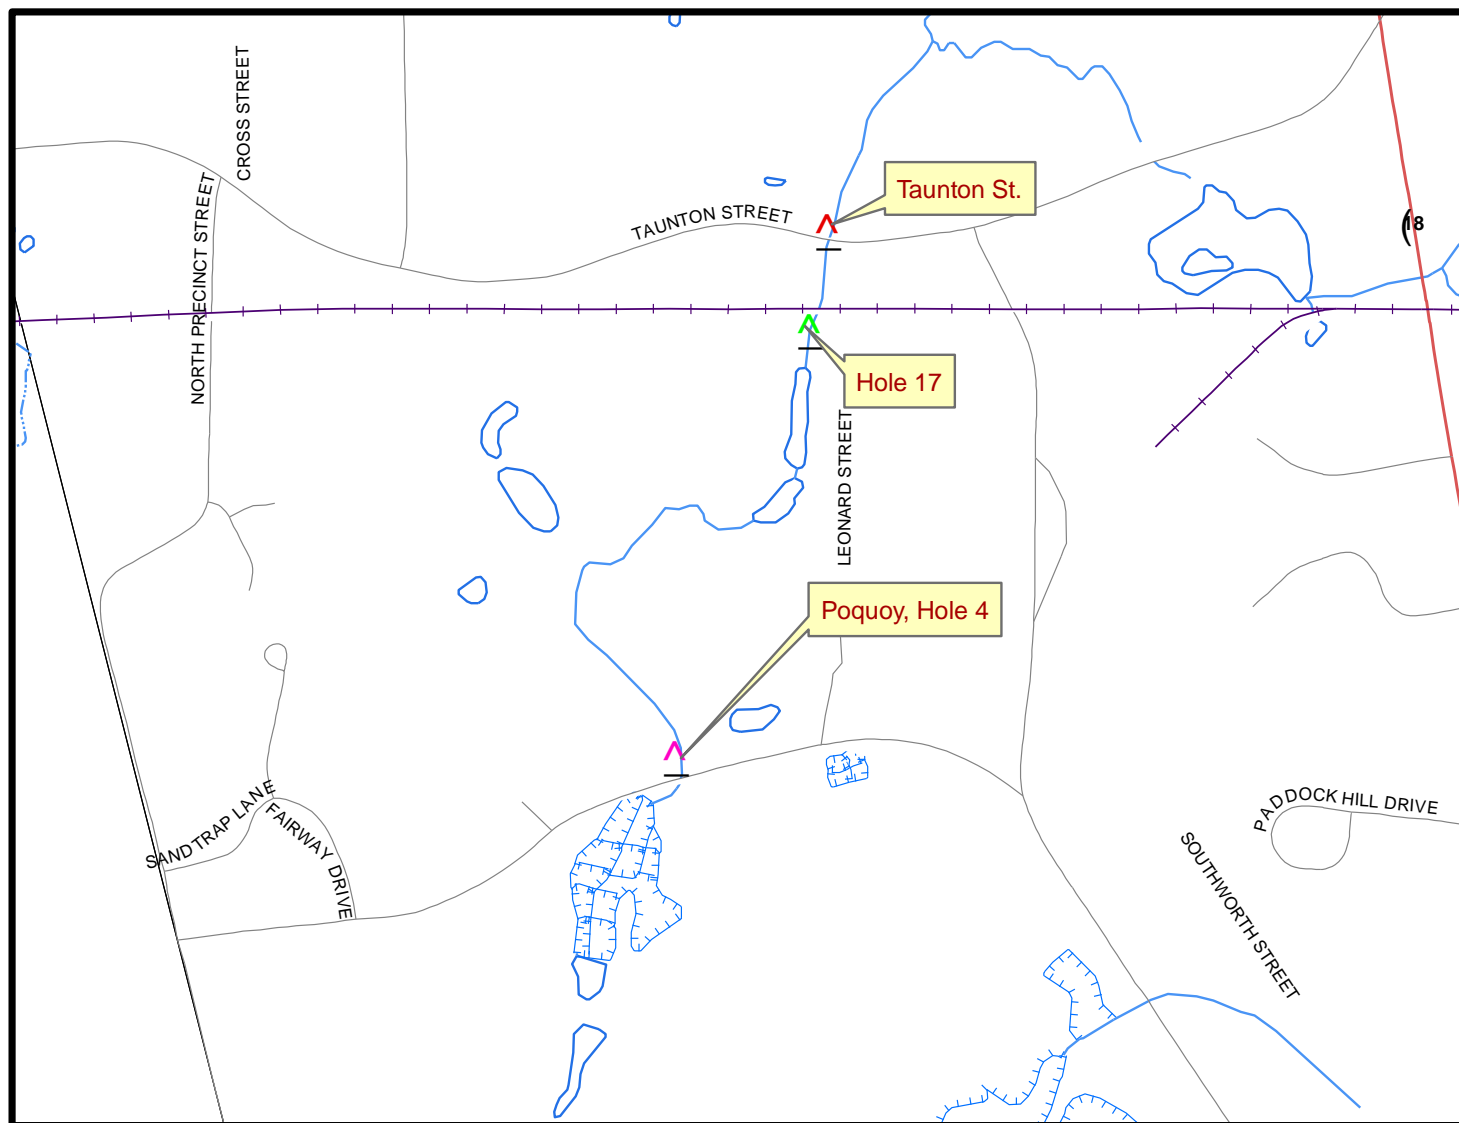 CROSS STREET
NORTH PRECINCT STREET
TAUNTON STREET
Taunton St.
18
Hole 17
LEONARD STREET
Poquoy, Hole 4
SANDTRAP LANE
FAIRWAY DRIVE
PADDOCK HILL DRIVE
SOUTHWORTH STREET